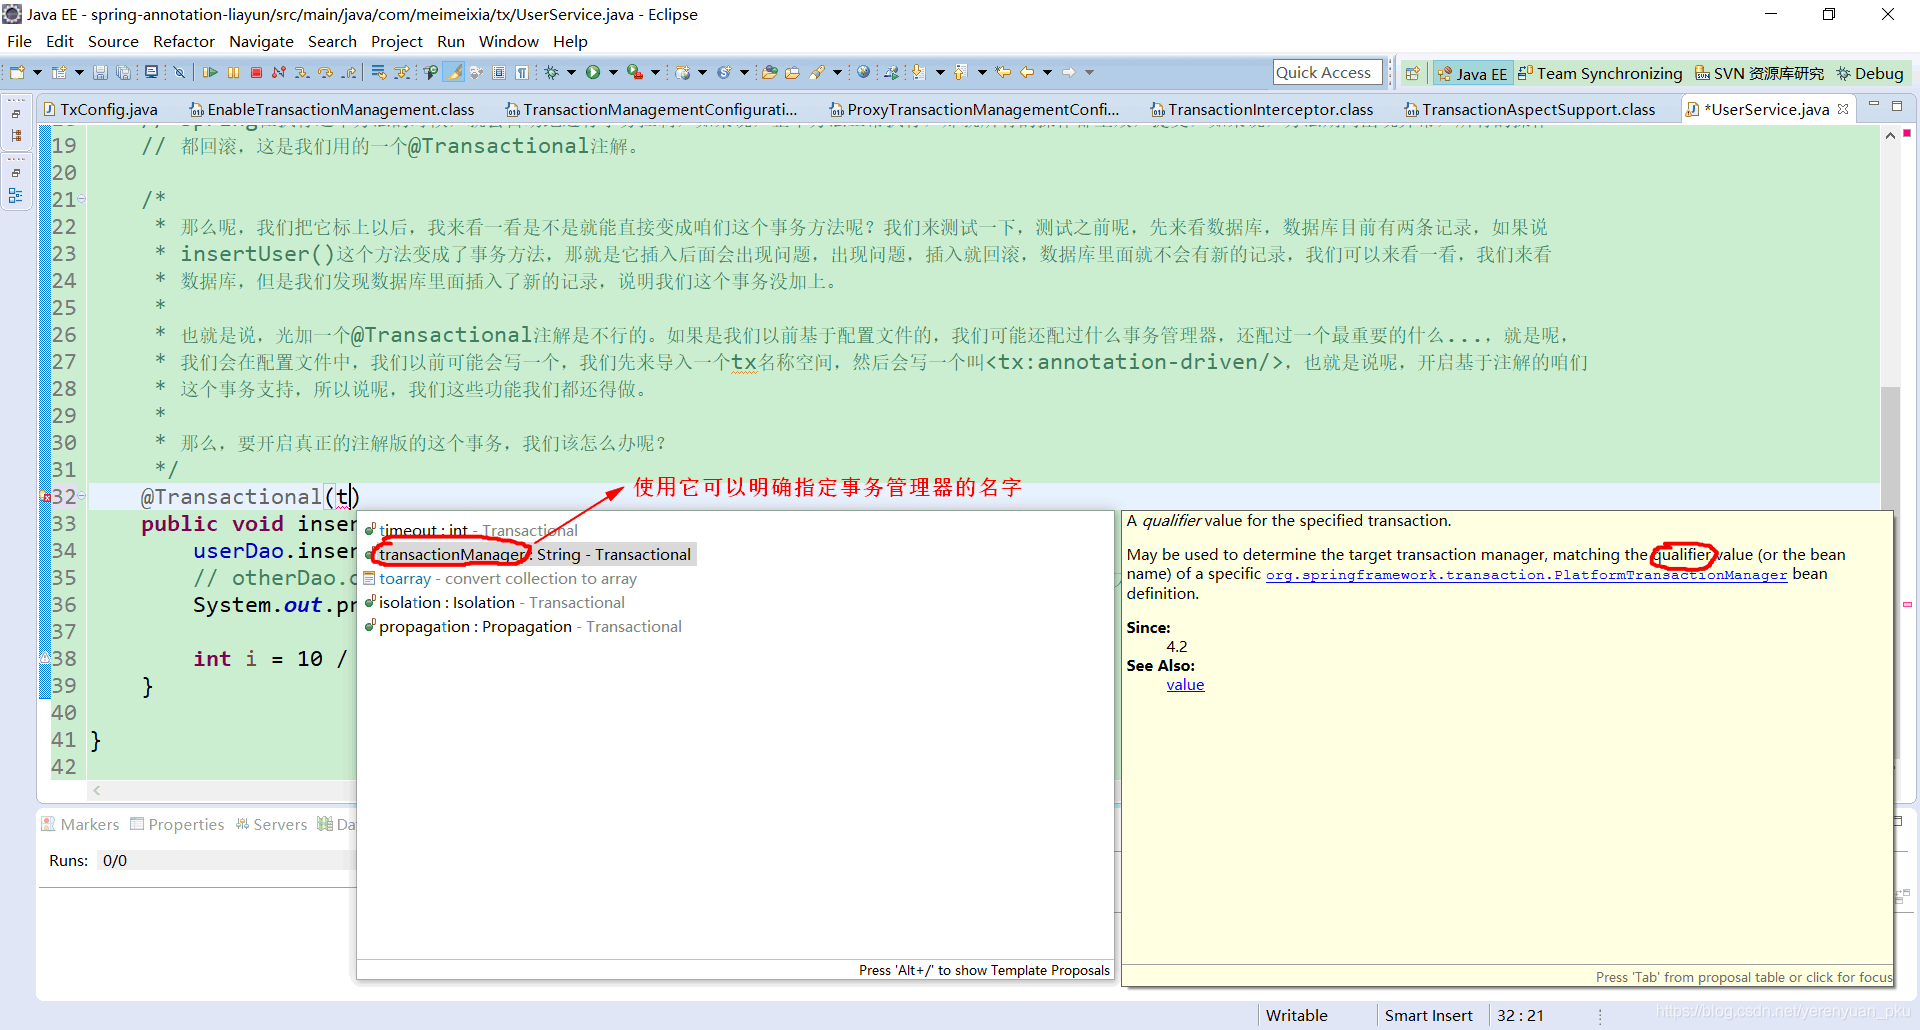 Java EE - spring-annotation-liayun/src/main/java/com/meimeixia/tx/UserService.java - Eclipse
File Edit Source Refactor Navigate Search Project Run Window Help
Quick Access Java EE Team Synchronizing SVN 资源库研究 Debug
TxConfig.java EnableTransactionManagement.class TransactionManagementConfigurati... ProxyTransactionManagementConfi... TransactionInterceptor.class TransactionAspectSupport.class *UserService.java
19 // 都回滚，这是我们用的一个@Transactional注解。
20
21 /*
22 * 那么呢，我们把它标上以后，我来看一看是不是就能直接变成咱们这个事务方法呢？我们来测试一下，测试之前呢，先来看数据库，数据库目前有两条记录，如果说
23 * insertUser()这个方法变成了事务方法，那就是它插入后面会出现问题，出现问题，插入就回滚，数据库里面就不会有新的记录，我们可以来看一看，我们来看
24 * 数据库，但是我们发现数据库里面插入了新的记录，说明我们这个事务没加上。
25 *
26 * 也就是说，光加一个@Transactional注解是不行的。如果是我们以前基于配置文件的，我们可能还配过什么事务管理器，还配过一个最重要的什么...，就是呢，
27 * 我们会在配置文件中，我们以前可能会写一个，我们先来导入一个tx名称空间，然后会写一个叫<tx:annotation-driven/>，也就是说呢，开启基于注解的咱们
28 * 这个事务支持，所以说呢，我们这些功能我们都还得做。
29 *
30 * 那么，要开启真正的注解版的这个事务，我们该怎么办呢？
31 */
使用它可以明确指定事务管理器的名字
32 @Transactional(t)
33 public void inser
34 userDao.inser
35 // otherDao.
36 System.out.pr
37
38 int i = 10 /
39 }
40
41 }
42
timeout : int - Transactional
transactionManager : String - Transactional
toarray - convert collection to array
isolation : Isolation - Transactional
propagation : Propagation - Transactional
Press 'Alt+/' to show Template Proposals
A qualifier value for the specified transaction.
May be used to determine the target transaction manager, matching the qualifier value (or the bean
name) of a specific org.springframework.transaction.PlatformTransactionManager bean
definition.
Since:
4.2
See Also:
value
Press 'Tab' from proposal table or click for focus
Markers Properties Servers Da
Runs: 0/0
Writable Smart Insert 32 : 21
https://blog.csdn.net/yerenyuan_pku